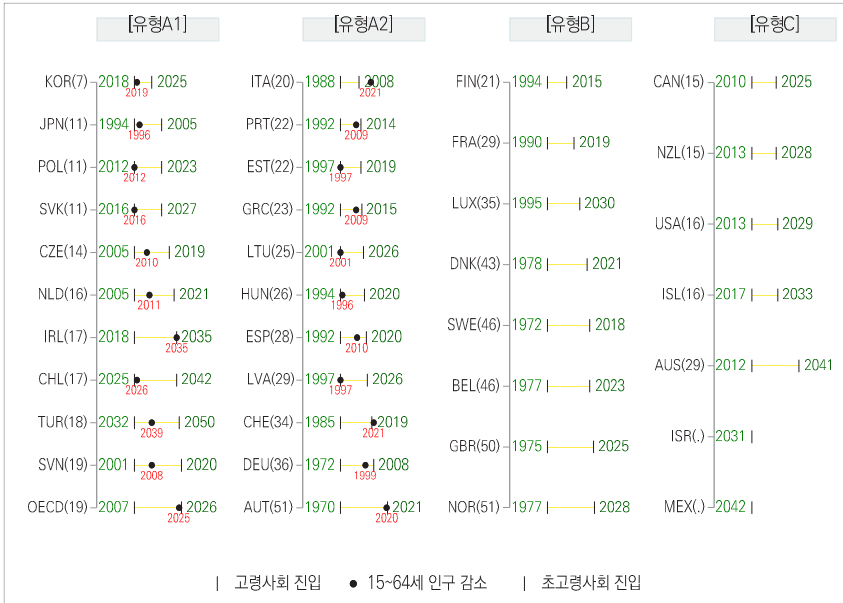 [유형A1] [유형A2] [유형B] [유형C]
KOR(7) 2018 2025
2019
JPN(11) 1994 2005
1996
POL(11) 2012 2023
2012
SVK(11) 2016 2027
2016
CZE(14) 2005 2019
2010
NLD(16) 2005 2021
2011
IRL(17) 2018 2035
2035
CHL(17) 2025 2042
2026
TUR(18) 2032 2050
2039
SVN(19) 2001 2020
2008
OECD(19) 2007 2026
2025
ITA(20) 1988 2008
2021
PRT(22) 1992 2014
2009
EST(22) 1997 2019
1997
GRC(23) 1992 2015
2009
LTU(25) 2001 2026
2001
HUN(26) 1994 2020
1996
ESP(28) 1992 2020
2010
LVA(29) 1997 2026
1997
CHE(34) 1985 2019
2021
DEU(36) 1972 2008
1999
AUT(51) 1970 2021
2020
FIN(21) 1994 2015
FRA(29) 1990 2019
LUX(35) 1995 2030
DNK(43) 1978 2021
SWE(46) 1972 2018
BEL(46) 1977 2023
GBR(50) 1975 2025
NOR(51) 1977 2028
CAN(15) 2010 2025
NZL(15) 2013 2028
USA(16) 2013 2029
ISL(16) 2017 2033
AUS(29) 2012 2041
ISR(.) 2031
MEX(.) 2042
| 고령사회 진입 ● 15~64세 인구 감소 | 초고령사회 진입